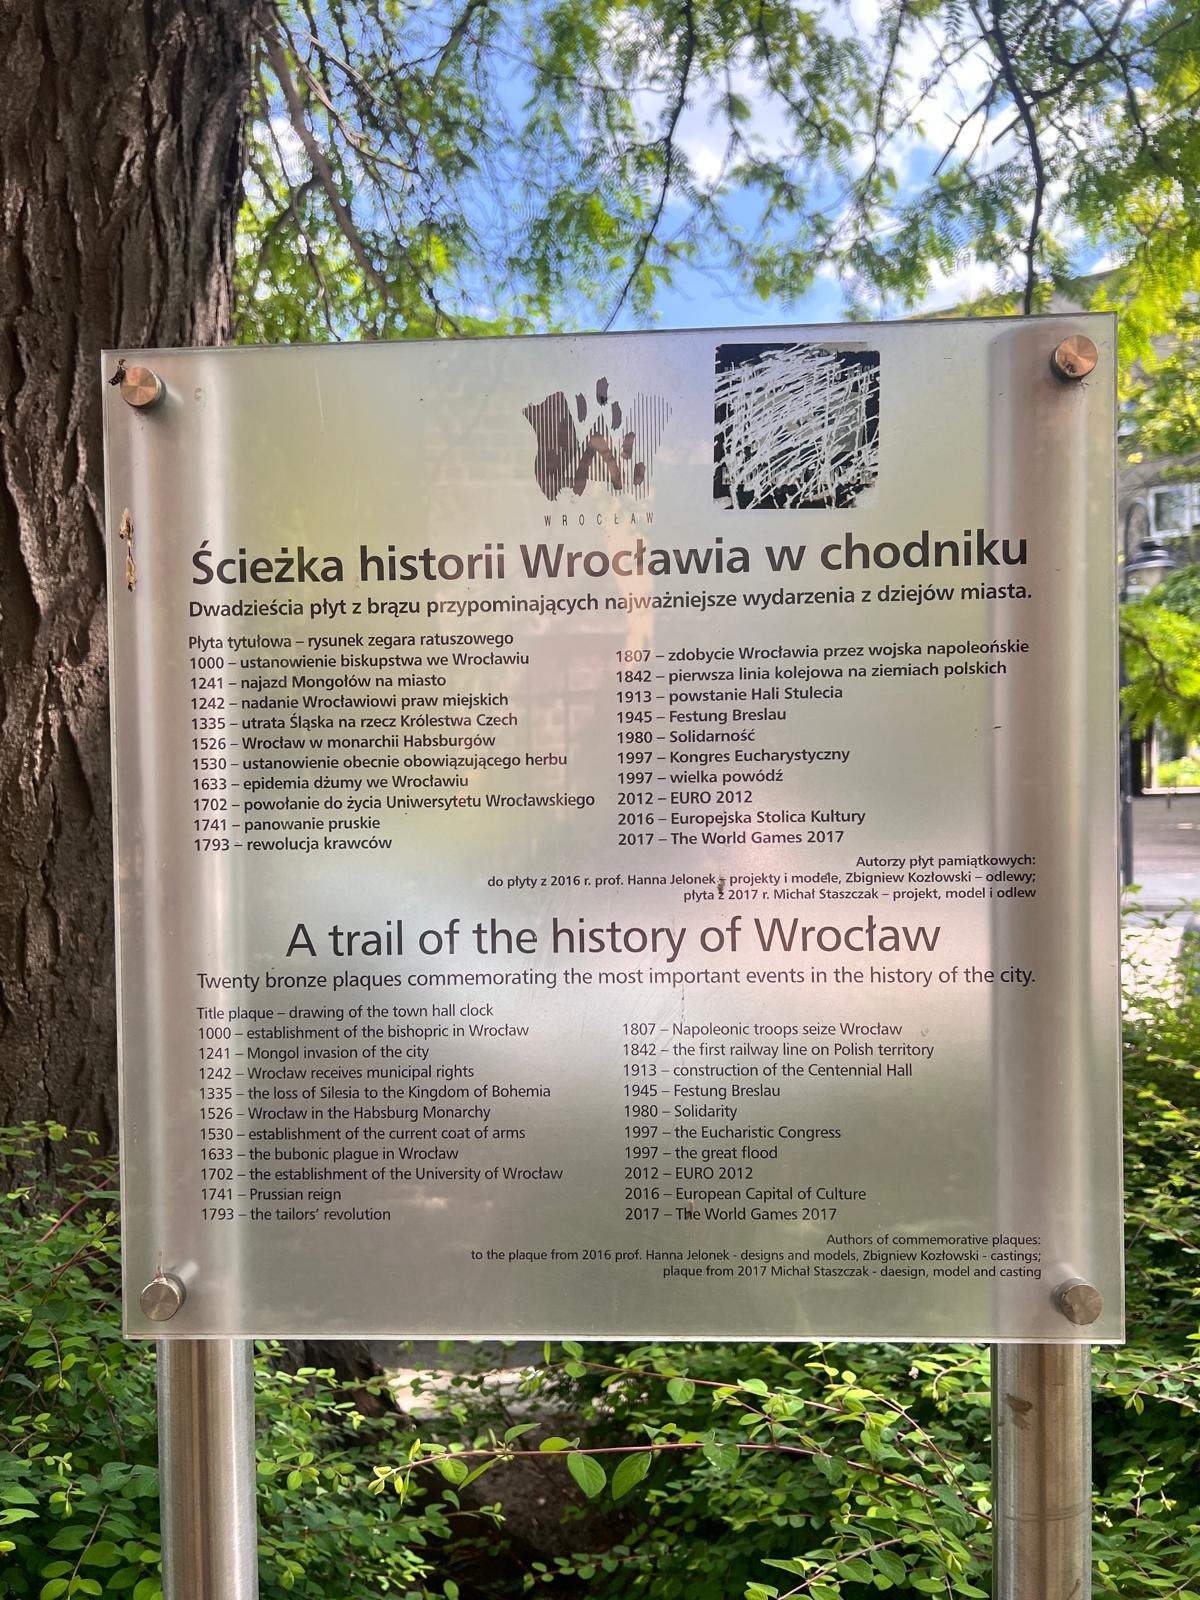 WROCŁAW
Ścieżka historii Wrocławia w chodniku
Dwadzieścia płyt z brązu przypominających najważniejsze wydarzenia z dziejów miasta.
Płyta tytułowa – rysunek zegara ratuszowego
1000 – ustanowienie biskupstwa we Wrocławiu
1241 – najazd Mongołów na miasto
1242 – nadanie Wrocławiowi praw miejskich
1335 – utrata Śląska na rzecz Królestwa Czech
1526 – Wrocław w monarchii Habsburgów
1530 – ustanowienie obecnie obowiązującego herbu
1633 – epidemia dżumy we Wrocławiu
1702 – powołanie do życia Uniwersytetu Wrocławskiego
1741 – panowanie pruskie
1793 – rewolucja krawców
1807 – zdobycie Wrocławia przez wojska napoleońskie
1842 – pierwsza linia kolejowa na ziemiach polskich
1913 – powstanie Hali Stulecia
1945 – Festung Breslau
1980 – Solidarność
1997 – Kongres Eucharystyczny
1997 – wielka powódź
2012 – EURO 2012
2016 – Europejska Stolica Kultury
2017 – The World Games 2017
Autorzy płyt pamiątkowych:
do płyty z 2016 r. prof. Hanna Jelonek – projekty i modele, Zbigniew Kozłowski – odlewy;
płyta z 2017 r. Michał Staszczak – projekt, model i odlew
A trail of the history of Wrocław
Twenty bronze plaques commemorating the most important events in the history of the city.
Title plaque – drawing of the town hall clock
1000 – establishment of the bishopric in Wrocław
1241 – Mongol invasion of the city
1242 – Wrocław receives municipal rights
1335 – the loss of Silesia to the Kingdom of Bohemia
1526 – Wrocław in the Habsburg Monarchy
1530 – establishment of the current coat of arms
1633 – the bubonic plague in Wrocław
1702 – the establishment of the University of Wrocław
1741 – Prussian reign
1793 – the tailors' revolution
1807 – Napoleonic troops seize Wrocław
1842 – the first railway line on Polish territory
1913 – construction of the Centennial Hall
1945 – Festung Breslau
1980 – Solidarity
1997 – the Eucharistic Congress
1997 – the great flood
2012 – EURO 2012
2016 – European Capital of Culture
2017 – The World Games 2017
Authors of commemorative plaques:
to the plaque from 2016 prof. Hanna Jelonek - designs and models, Zbigniew Kozłowski - castings;
plaque from 2017 Michał Staszczak - daesign, model and casting